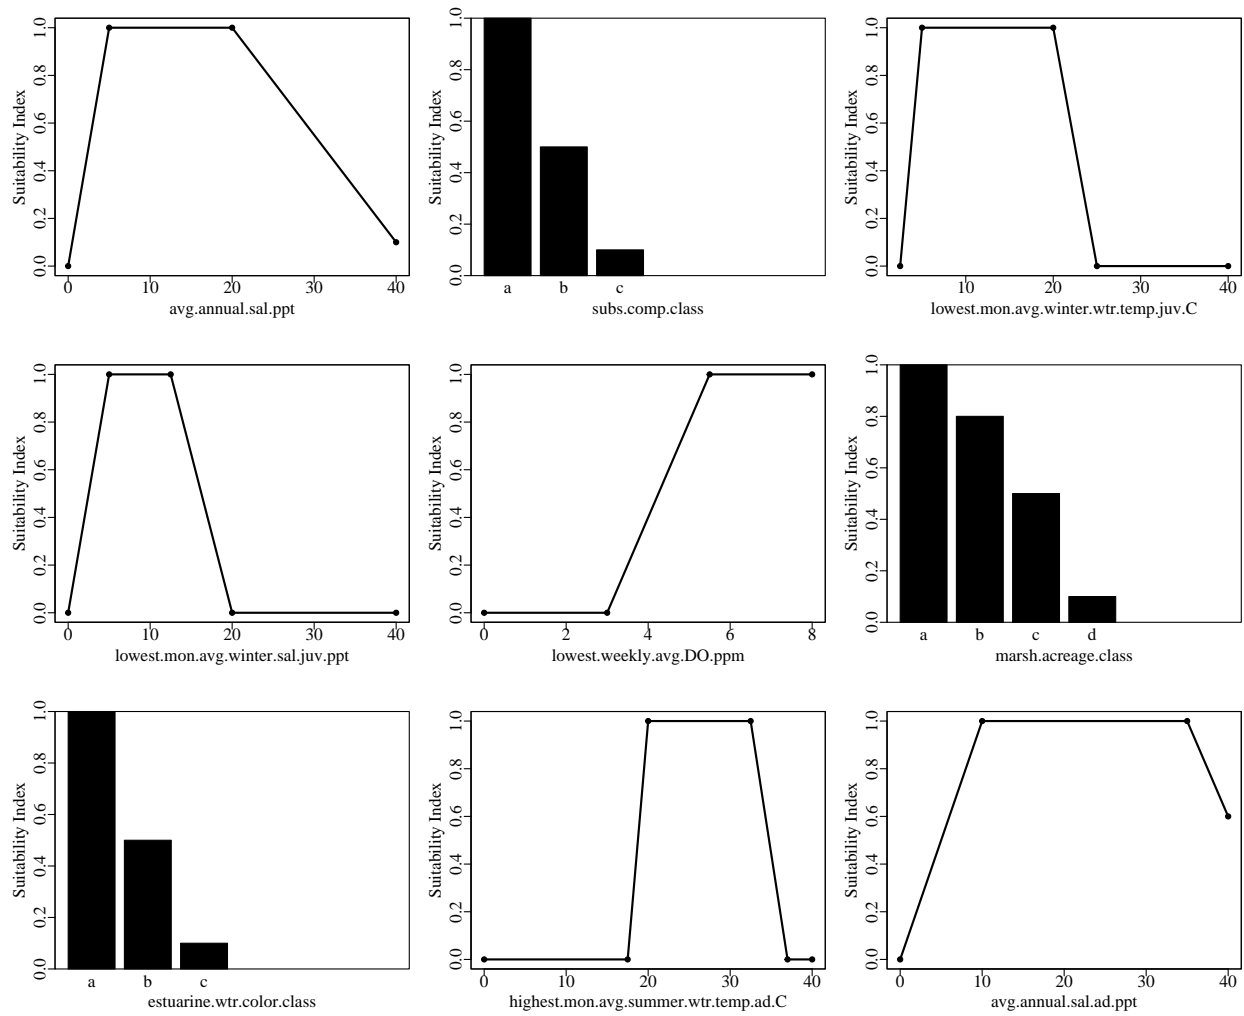 Suitability Index
0.0 0.2 0.4 0.6 0.8 1.0
0 10 20 30 40
avg.annual.sal.ppt
Suitability Index
0.0 0.2 0.4 0.6 0.8 1.0
a b c
subs.comp.class
Suitability Index
0.0 0.2 0.4 0.6 0.8 1.0
10 20 30 40
lowest.mon.avg.winter.wtr.temp.juv.C
Suitability Index
0.0 0.2 0.4 0.6 0.8 1.0
0 10 20 30 40
lowest.mon.avg.winter.sal.juv.ppt
Suitability Index
0.0 0.2 0.4 0.6 0.8 1.0
0 2 4 6 8
lowest.weekly.avg.DO.ppm
Suitability Index
0.0 0.2 0.4 0.6 0.8 1.0
a b c d
marsh.acreage.class
Suitability Index
0.0 0.2 0.4 0.6 0.8 1.0
a b c
estuarine.wtr.color.class
Suitability Index
0.0 0.2 0.4 0.6 0.8 1.0
0 10 20 30 40
highest.mon.avg.summer.wtr.temp.ad.C
Suitability Index
0.0 0.2 0.4 0.6 0.8 1.0
0 10 20 30 40
avg.annual.sal.ad.ppt